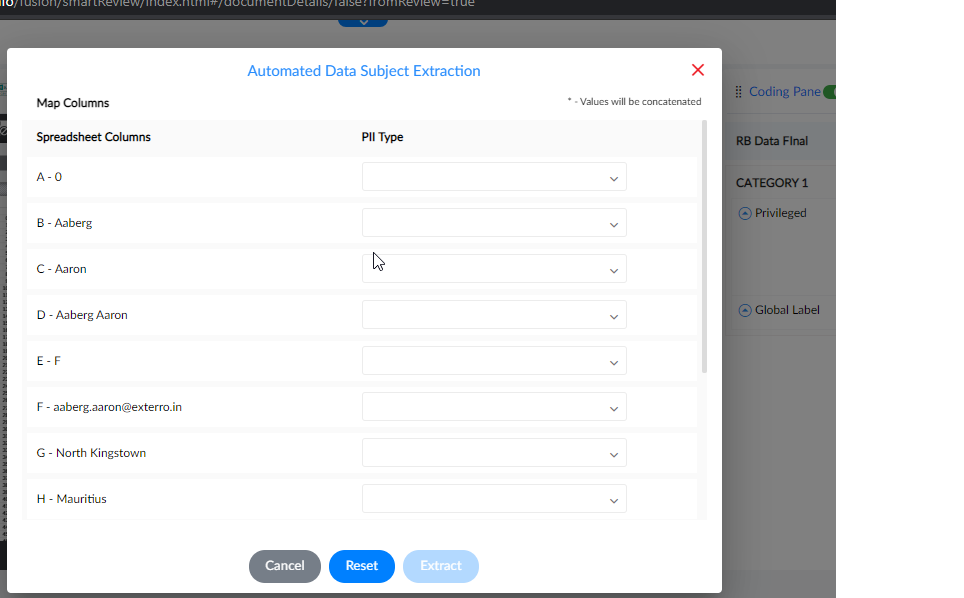 /fusion/smartReview/index.html#/documentDetails/false?fromReview=true
Automated Data Subject Extraction
Map Columns
* - Values will be concatenated
Spreadsheet Columns PII Type
A - 0
B - Aaberg
C - Aaron
D - Aaberg Aaron
E - F
F - aaberg.aaron@exterro.in
G - North Kingstown
H - Mauritius
Cancel Reset Extract
Coding Pane
RB Data FInal
CATEGORY 1
Privileged
Global Label